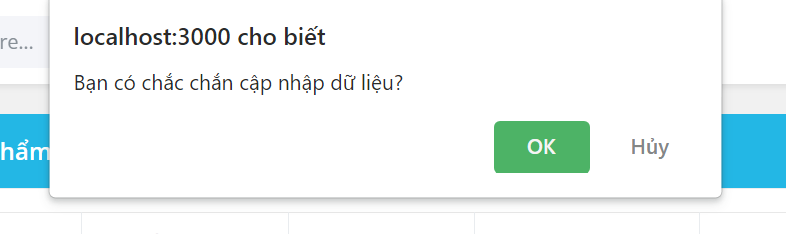 localhost:3000 cho biết
re...
Bạn có chắc chắn cập nhập dữ liệu?
OK Hủy
hẩm